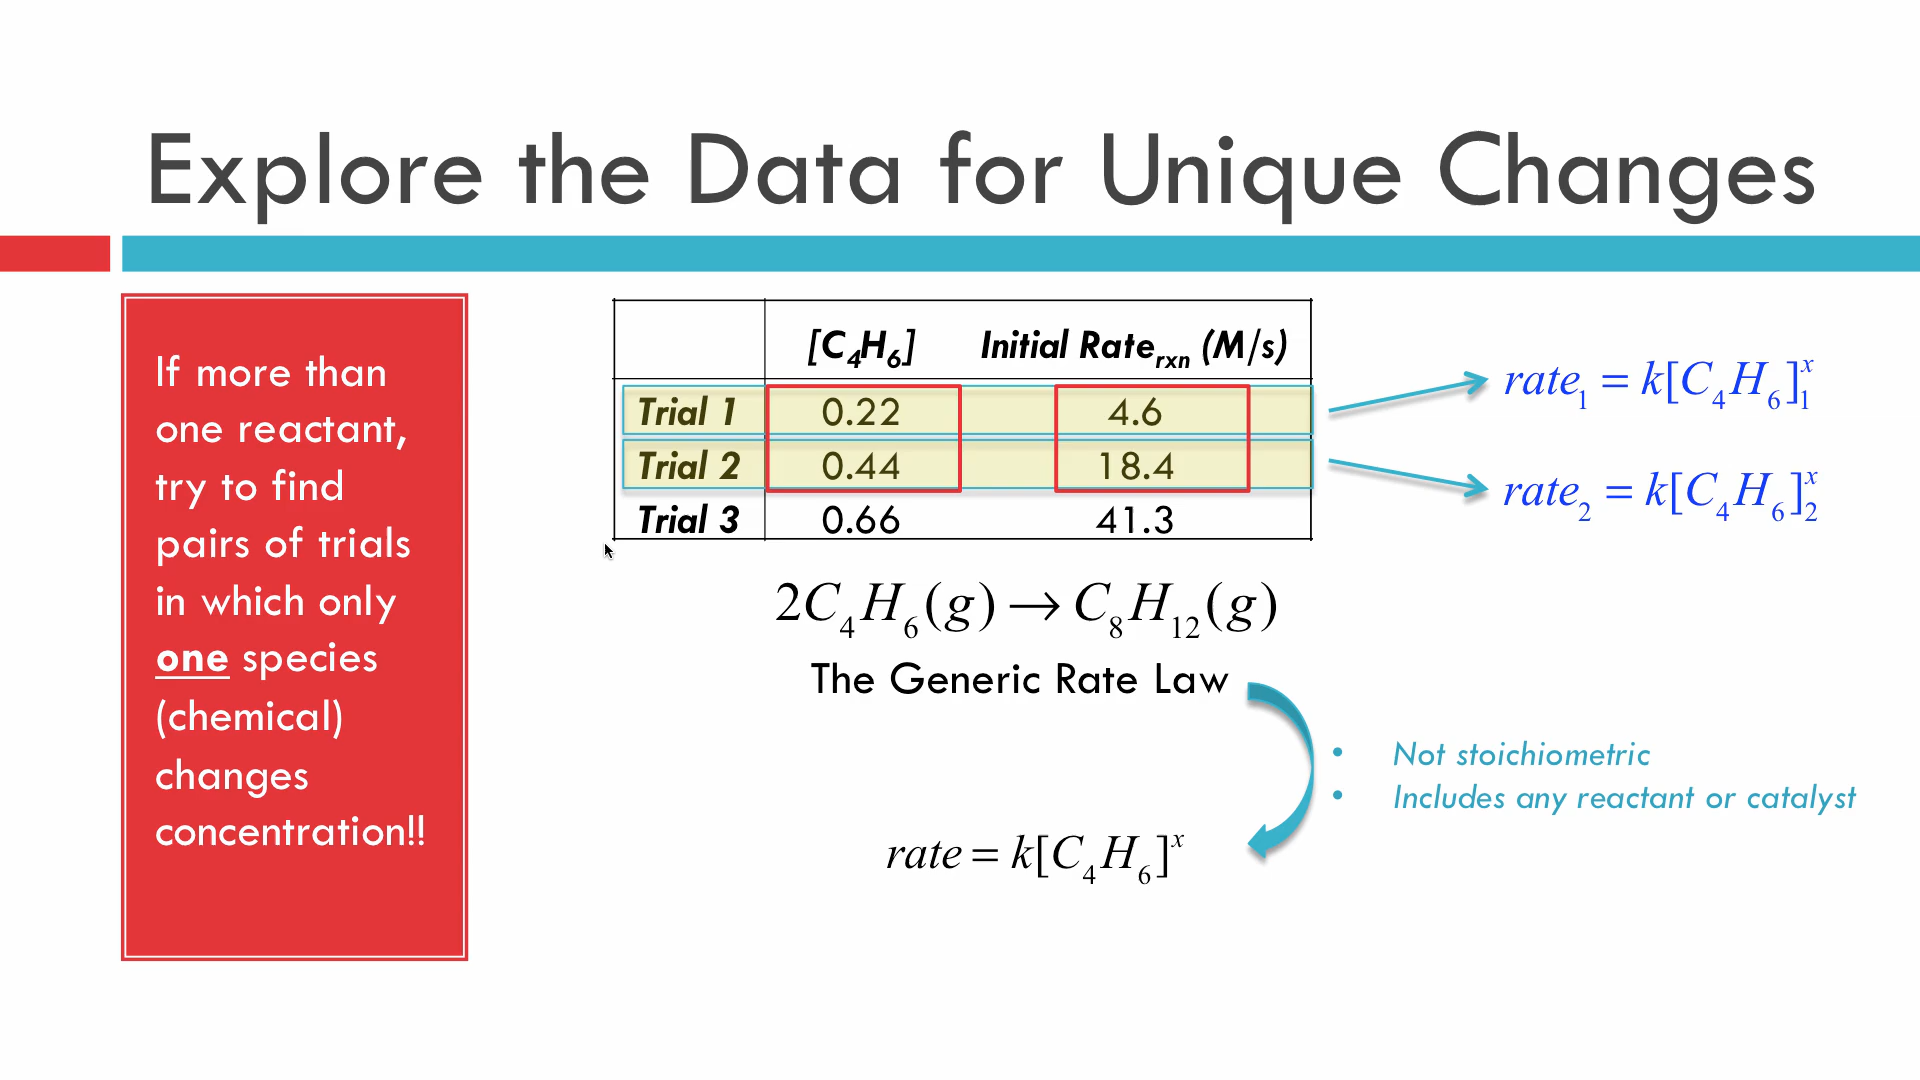 Explore the Data for Unique Changes
If more than
one reactant,
try to find
pairs of trials
in which only
one species
(chemical)
changes
concentration!!
[C₄H₆] Initial Rateᵣₓₙ (M/s)
Trial 1 0.22 4.6
Trial 2 0.44 18.4
Trial 3 0.66 41.3
rate₁ = k[C₄H₆]₁ˣ
rate₂ = k[C₄H₆]₂ˣ
2C₄H₆(g) → C₈H₁₂(g)
The Generic Rate Law
• Not stoichiometric
• Includes any reactant or catalyst
rate = k[C₄H₆]ˣ